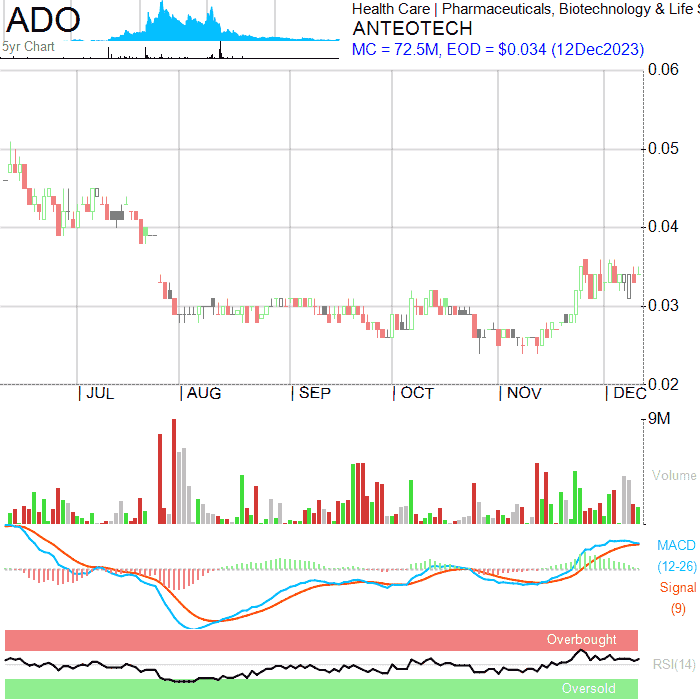 ADO
5yr Chart
Health Care | Pharmaceuticals, Biotechnology & Life S
ANTEOTECH
MC = 72.5M, EOD = $0.034 (12Dec2023)
0.06
0.05
0.04
0.03
0.02
| JUL | AUG | SEP | OCT | NOV | DEC
9M
Volume
MACD
(12-26)
Signal
(9)
Overbought
RSI(14)
Oversold